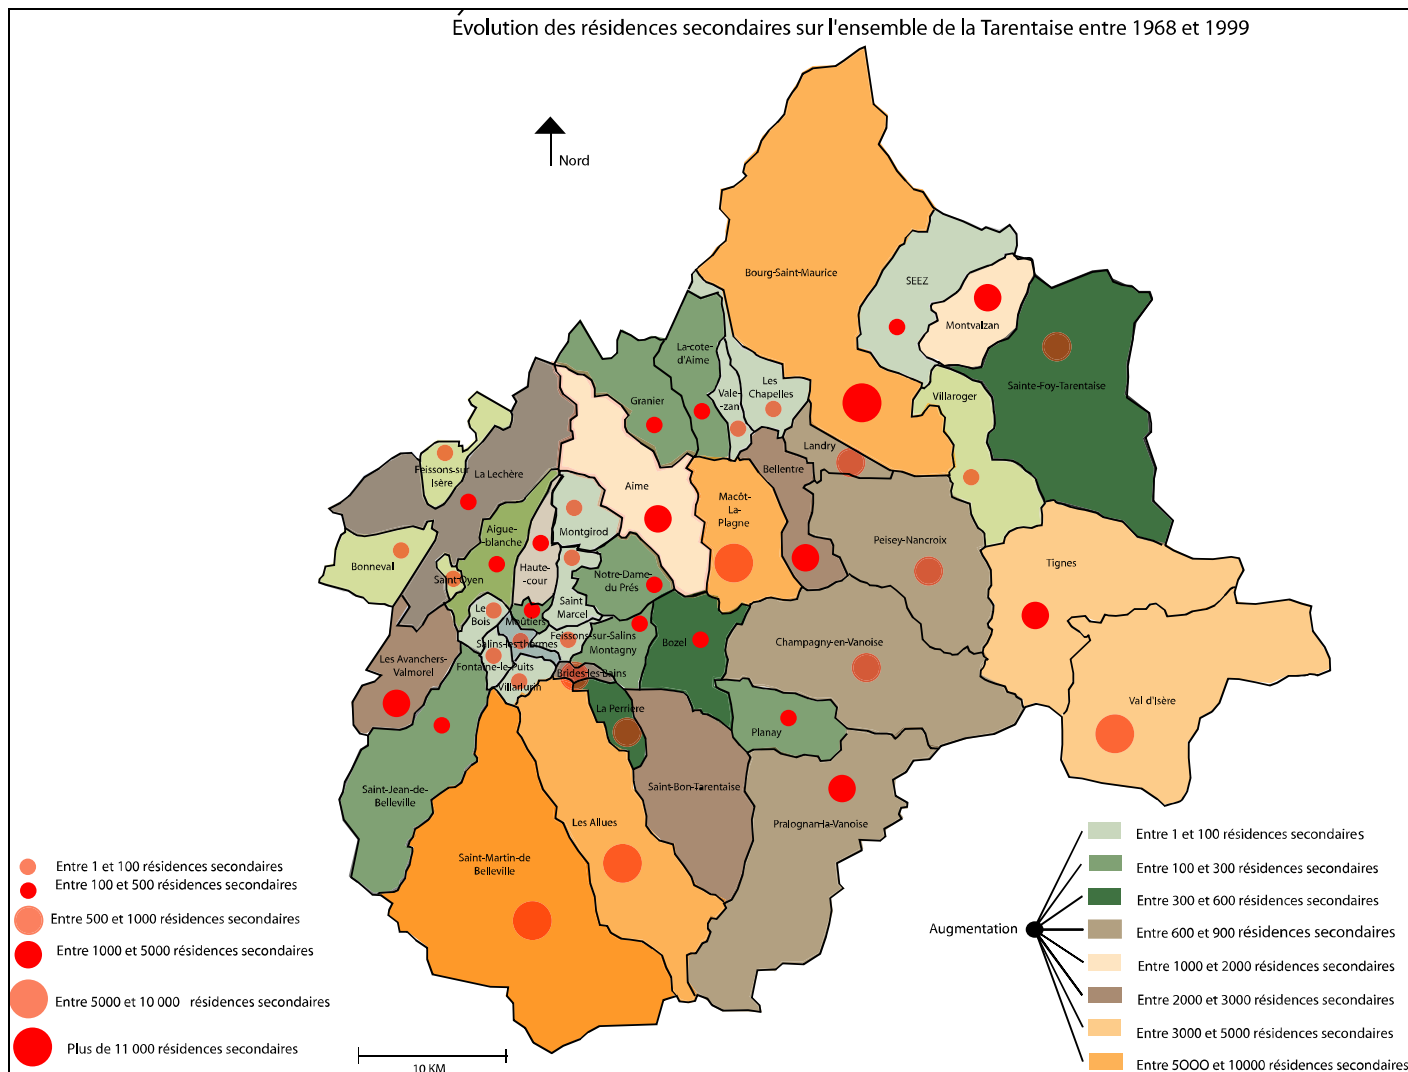 Évolution des résidences secondaires sur l'ensemble de la Tarentaise entre 1968 et 1999
Nord
Bourg-Saint-Maurice
SEEZ
Montvalzan
Sainte-Foy-Tarentaise
La-cote-
d'Aime
Les
Chapelles
Vale-
-zan
Granier
Villaroger
Landry
Bellentre
Feissons-sur
Isère
La Lechère
Aime
Macôt-
La-
Plagne
Aigue-
blanche
Montgirod
Peisey-Nancroix
Tignes
Bonneval
Saint-Oyen
Haute-
-cour
Notre-Dame-
du Prés
Le
Bois
Moûtiers
Saint
Marcel
Salins-les-thermes
Feissons-sur-Salins
Montagny
Bozel
Champagny-en-Vanoise
Les Avanchers-
Valmorel
Fontaine-le-Puits
Villarlurin
Brides-les-Bains
La Perrière
Planay
Val d'Isère
Saint-Jean-de-
Belleville
Saint-Bon-Tarentaise
Les Allues
Pralognan-la-Vanoise
Saint-Martin-de
Belleville
Entre 1 et 100 résidences secondaires
Entre 100 et 500 résidences secondaires
Entre 500 et 1000 résidences secondaires
Entre 1000 et 5000 résidences secondaires
Entre 5000 et 10 000 résidences secondaires
Plus de 11 000 résidences secondaires
10 KM
Augmentation
Entre 1 et 100 résidences secondaires
Entre 100 et 300 résidences secondaires
Entre 300 et 600 résidences secondaires
Entre 600 et 900 résidences secondaires
Entre 1000 et 2000 résidences secondaires
Entre 2000 et 3000 résidences secondaires
Entre 3000 et 5000 résidences secondaires
Entre 5OOO et 10000 résidences secondaires